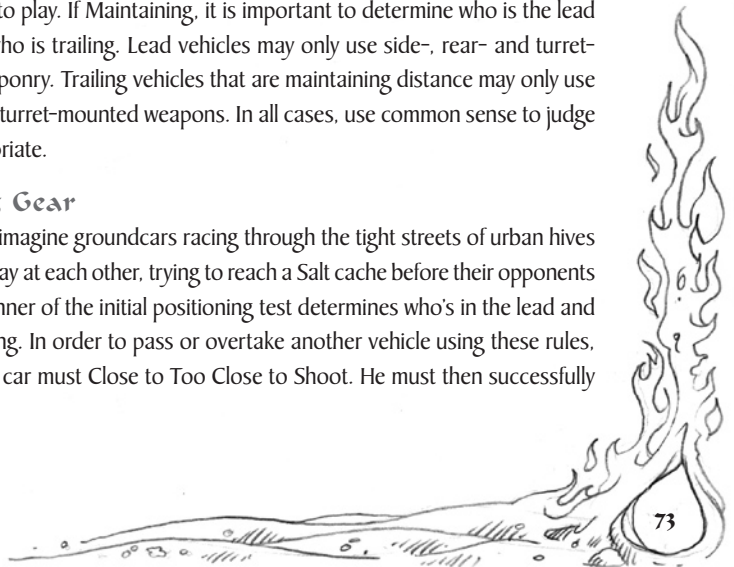 to play. If Maintaining, it is important to determine who is the lead
who is trailing. Lead vehicles may only use side-, rear- and turret-
ponry. Trailing vehicles that are maintaining distance may only use
turret-mounted weapons. In all cases, use common sense to judge
riate.
Gear
imagine groundcars racing through the tight streets of urban hives
ay at each other, trying to reach a Salt cache before their opponents
nner of the initial positioning test determines who's in the lead and
ng. In order to pass or overtake another vehicle using these rules,
car must Close to Too Close to Shoot. He must then successfully
73